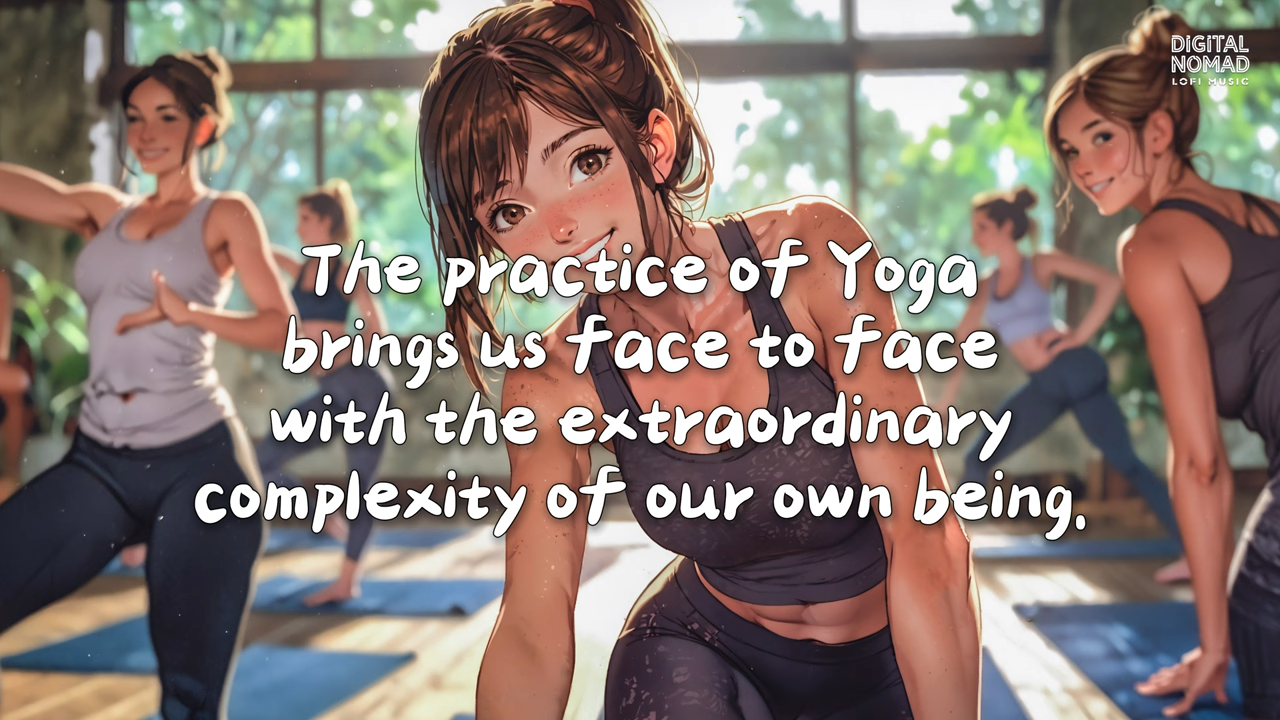 DIGITAL
NOMAD
LOFI MUSIC
The practice of Yoga
brings us face to face
with the extraordinary
complexity of our own being.